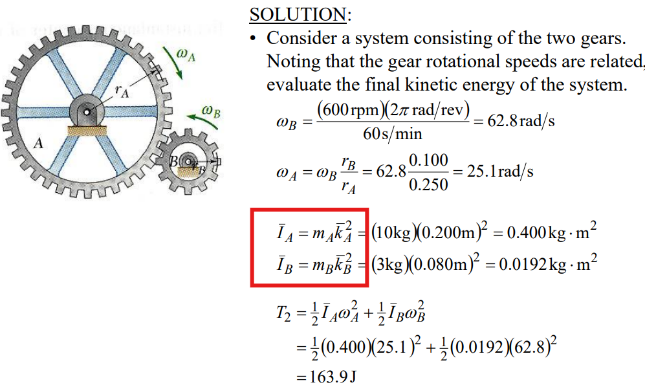 SOLUTION:
• Consider a system consisting of the two gears.
Noting that the gear rotational speeds are related,
evaluate the final kinetic energy of the system.
ω_B = (600 rpm)(2π rad/rev) / 60 s/min = 62.8 rad/s
ω_A = ω_B r_B / r_A = 62.8 0.100 / 0.250 = 25.1 rad/s
Ī_A = m_A k̄_A² = (10kg)(0.200m)² = 0.400 kg · m²
Ī_B = m_B k̄_B² = (3kg)(0.080m)² = 0.0192 kg · m²
T₂ = ½ Ī_A ω_A² + ½ Ī_B ω_B²
= ½(0.400)(25.1)² + ½(0.0192)(62.8)²
= 163.9 J
ω_A
r_A
ω_B
A
B
r_B